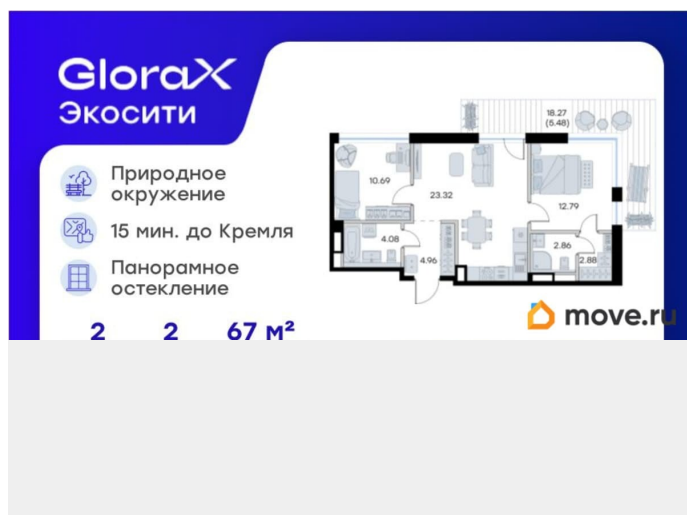 GloraX
Экосити
Природное
окружение
15 мин. до Кремля
Панорамное
остекление
2 2 67 м²
18.27
(5.48)
10.69
23.32
12.79
4.08
4.96
2.86
2.88
move.ru